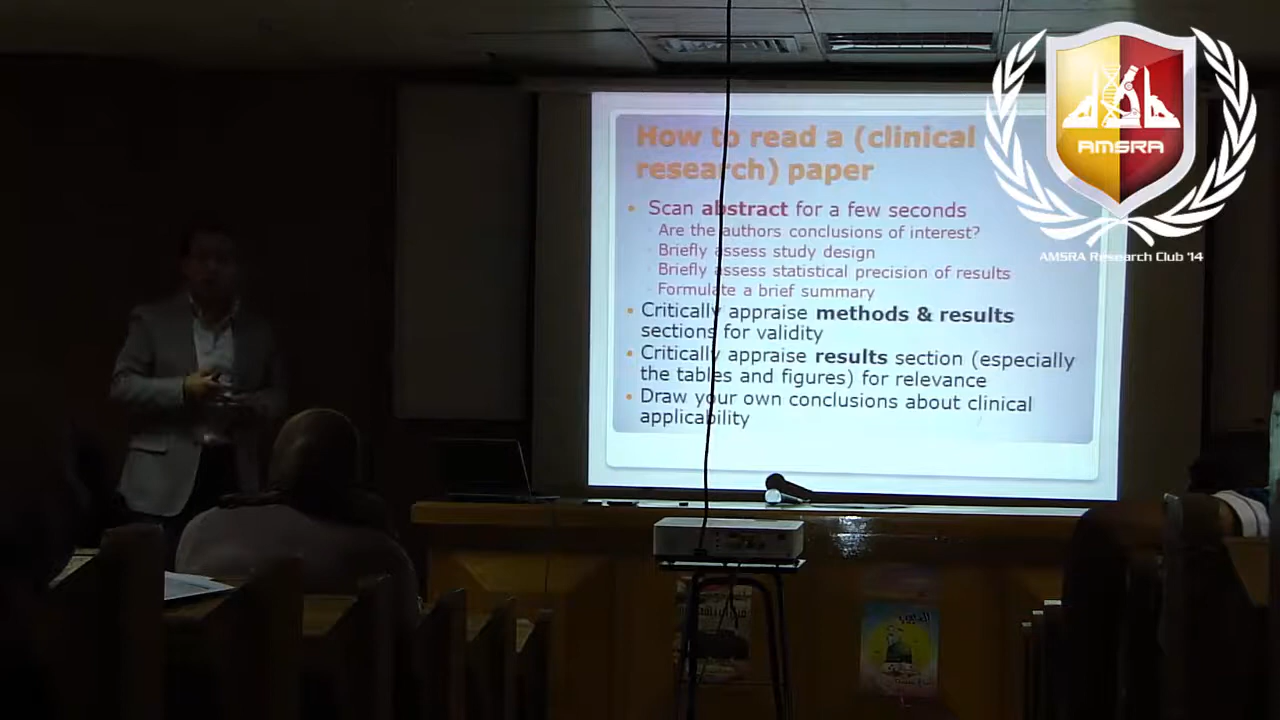 How to read a (clinical
research) paper
Scan abstract for a few seconds
Are the authors conclusions of interest?
Briefly assess study design
Briefly assess statistical precision of results
Formulate a brief summary
Critically appraise methods & results
sections for validity
Critically appraise results section (especially
the tables and figures) for relevance
Draw your own conclusions about clinical
applicability
AMSRA
AMSRA Research Club '14